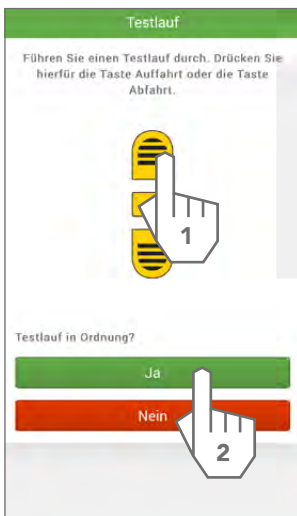 Testlauf
Führen Sie einen Testlauf durch. Drücken Sie
hierfür die Taste Auffahrt oder die Taste
Abfahrt.
1
Testlauf in Ordnung?
Ja
Nein
2